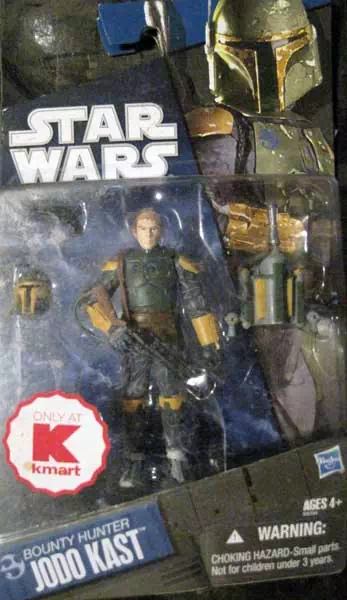 STAR
WARS
ONLY AT
K
kmart
BOUNTY HUNTER
JODO KAST™
Hasbro
AGES 4+
WARNING:
CHOKING HAZARD-Small parts.
Not for children under 3 years.